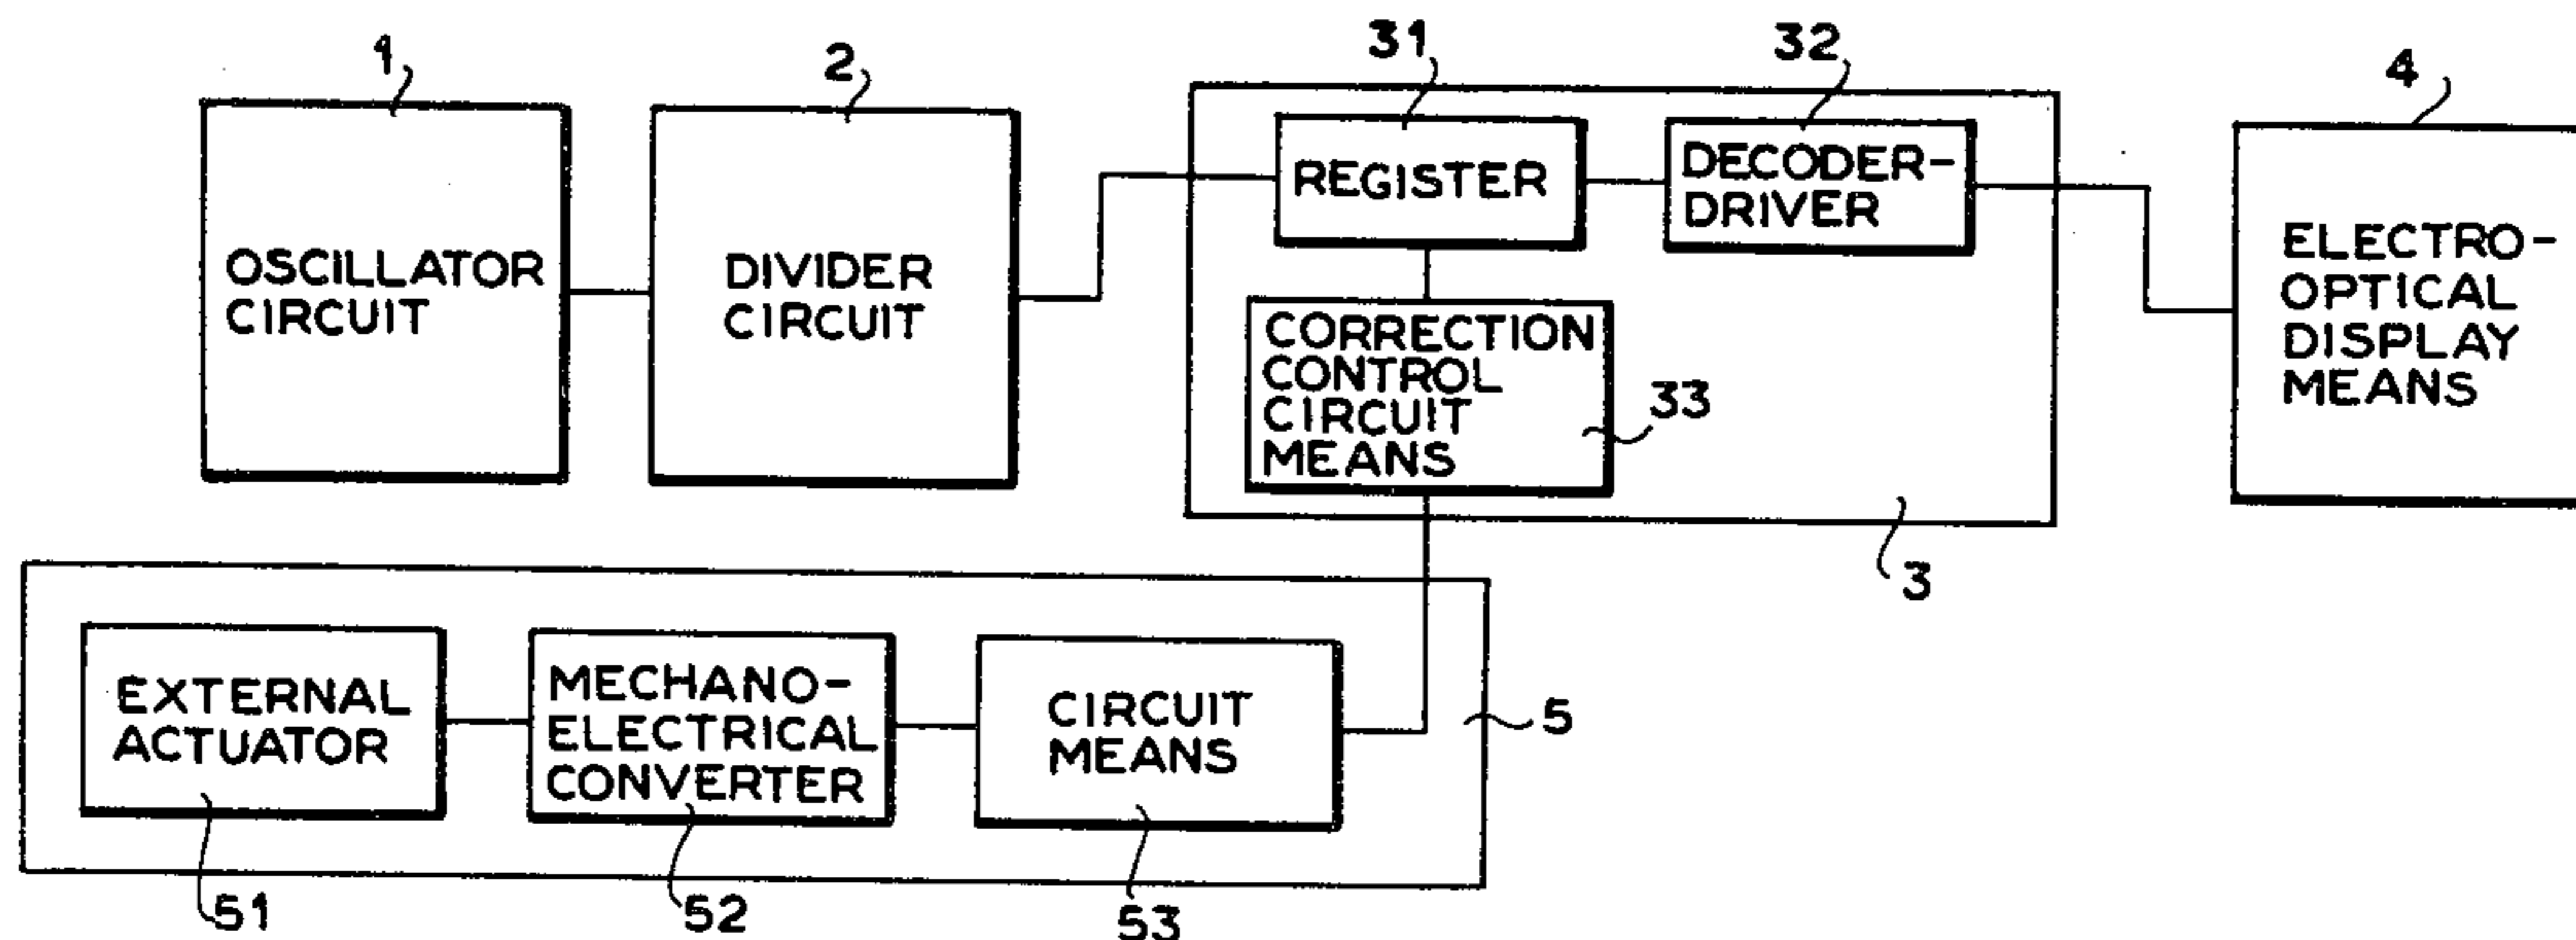 1
2
31
32
4
OSCILLATOR
CIRCUIT
DIVIDER
CIRCUIT
REGISTER
DECODER-
DRIVER
CORRECTION
CONTROL
CIRCUIT
MEANS
33
3
ELECTRO-
OPTICAL
DISPLAY
MEANS
EXTERNAL
ACTUATOR
MECHANO-
ELECTRICAL
CONVERTER
CIRCUIT
MEANS
5
51
52
53